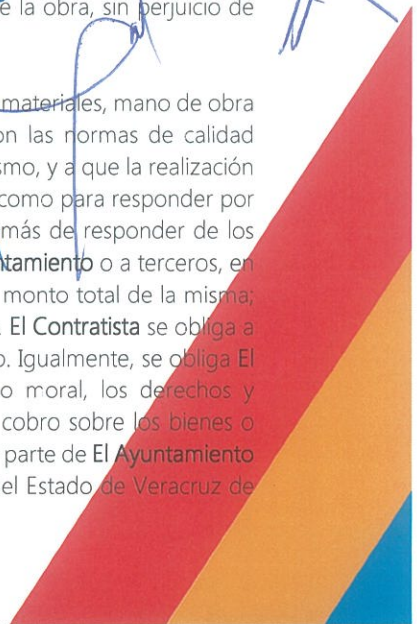 e la obra, sin perjuicio de
materiales, mano de obra
on las normas de calidad
smo, y a que la realización
como para responder por
más de responder de los
ntamiento o a terceros, en
monto total de la misma;
. El Contratista se obliga a
o. Igualmente, se obliga El
o moral, los derechos y
cobro sobre los bienes o
parte de El Ayuntamiento
el Estado de Veracruz de